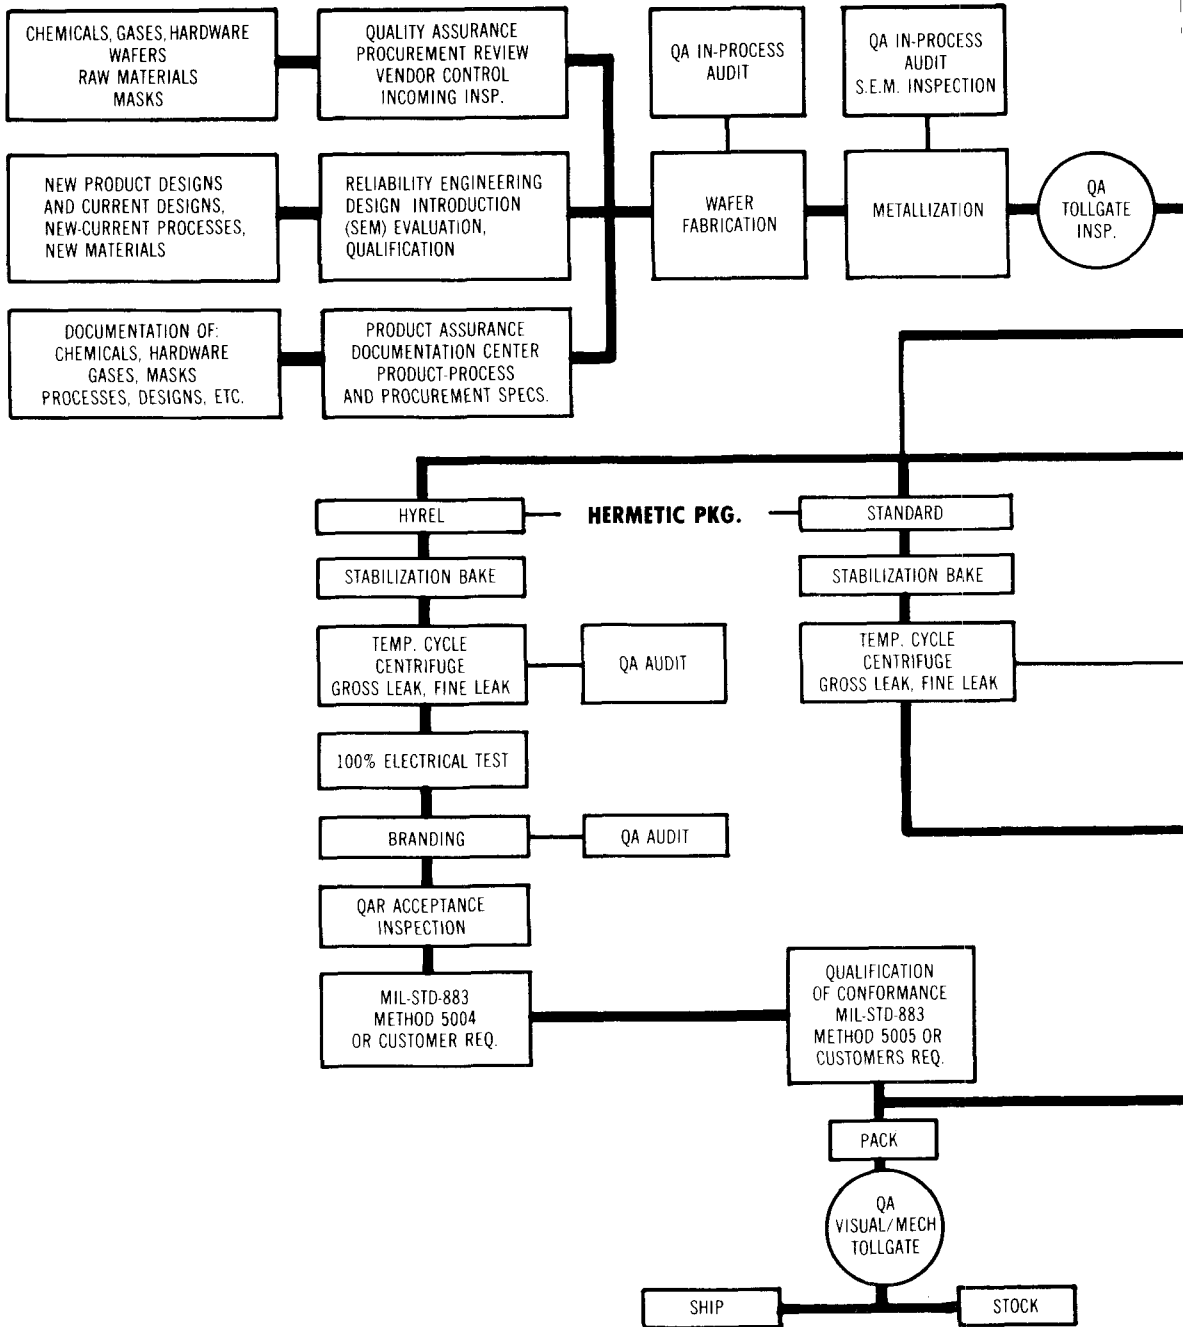 CHEMICALS, GASES, HARDWARE
WAFERS
RAW MATERIALS
MASKS
QUALITY ASSURANCE
PROCUREMENT REVIEW
VENDOR CONTROL
INCOMING INSP.
QA IN-PROCESS
AUDIT
QA IN-PROCESS
AUDIT
S.E.M. INSPECTION
NEW PRODUCT DESIGNS
AND CURRENT DESIGNS,
NEW-CURRENT PROCESSES,
NEW MATERIALS
RELIABILITY ENGINEERING
DESIGN INTRODUCTION
(SEM) EVALUATION,
QUALIFICATION
WAFER
FABRICATION
METALLIZATION
QA
TOLLGATE
INSP.
DOCUMENTATION OF:
CHEMICALS, HARDWARE
GASES, MASKS
PROCESSES, DESIGNS, ETC.
PRODUCT ASSURANCE
DOCUMENTATION CENTER
PRODUCT-PROCESS
AND PROCUREMENT SPECS.
HYREL
HERMETIC PKG.
STANDARD
STABILIZATION BAKE
STABILIZATION BAKE
TEMP. CYCLE
CENTRIFUGE
GROSS LEAK, FINE LEAK
QA AUDIT
TEMP. CYCLE
CENTRIFUGE
GROSS LEAK, FINE LEAK
100% ELECTRICAL TEST
BRANDING
QA AUDIT
QAR ACCEPTANCE
INSPECTION
MIL-STD-883
METHOD 5004
OR CUSTOMER REQ.
QUALIFICATION
OF CONFORMANCE
MIL-STD-883
METHOD 5005 OR
CUSTOMERS REQ.
PACK
QA
VISUAL/MECH
TOLLGATE
SHIP
STOCK